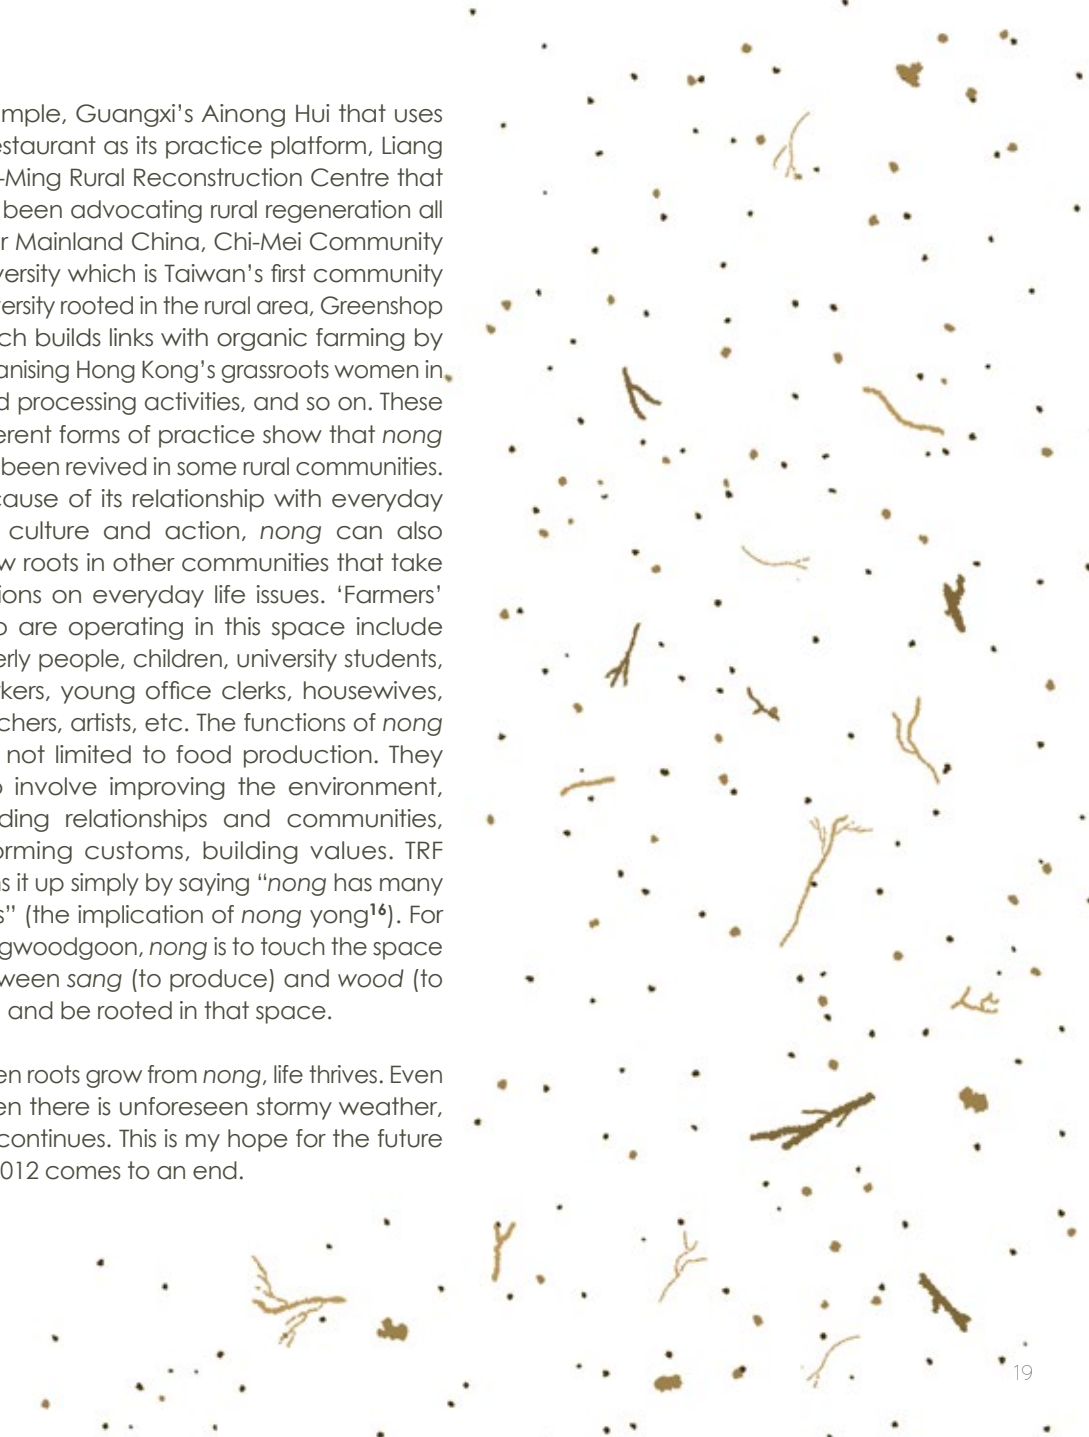 mple, Guangxi’s Ainong Hui that uses
estaurant as its practice platform, Liang
-Ming Rural Reconstruction Centre that
been advocating rural regeneration all
r Mainland China, Chi-Mei Community
versity which is Taiwan’s first community
ersity rooted in the rural area, Greenshop
ch builds links with organic farming by
anising Hong Kong’s grassroots women in
d processing activities, and so on. These
erent forms of practice show that nong
been revived in some rural communities.
cause of its relationship with everyday
culture and action, nong can also
w roots in other communities that take
ions on everyday life issues. ‘Farmers’
o are operating in this space include
erly people, children, university students,
kers, young office clerks, housewives,
chers, artists, etc. The functions of nong
not limited to food production. They
o involve improving the environment,
ding relationships and communities,
orming customs, building values. TRF
s it up simply by saying “nong has many
s” (the implication of nong yong16). For
gwoodgoon, nong is to touch the space
ween sang (to produce) and wood (to
and be rooted in that space.
en roots grow from nong, life thrives. Even
en there is unforeseen stormy weather,
continues. This is my hope for the future
012 comes to an end.
19